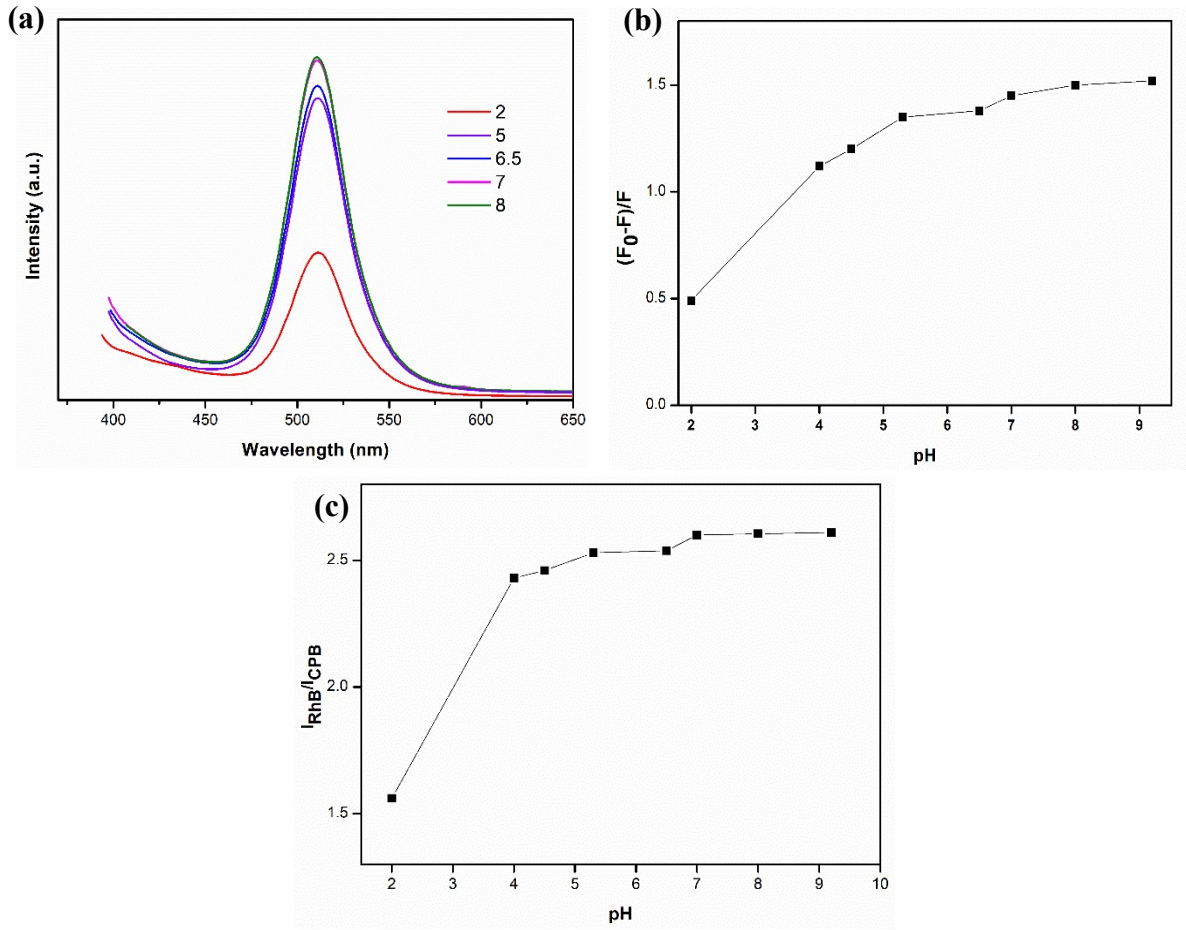 (a)
Intensity (a.u.)
2
5
6.5
7
8
400 450 500 550 600 650
Wavelength (nm)
(b)
(F0-F)/F
1.5
1.0
0.5
0.0
2 3 4 5 6 7 8 9
pH
(c)
IRhB/ICPB
2.5
2.0
1.5
2 3 4 5 6 7 8 9 10
pH